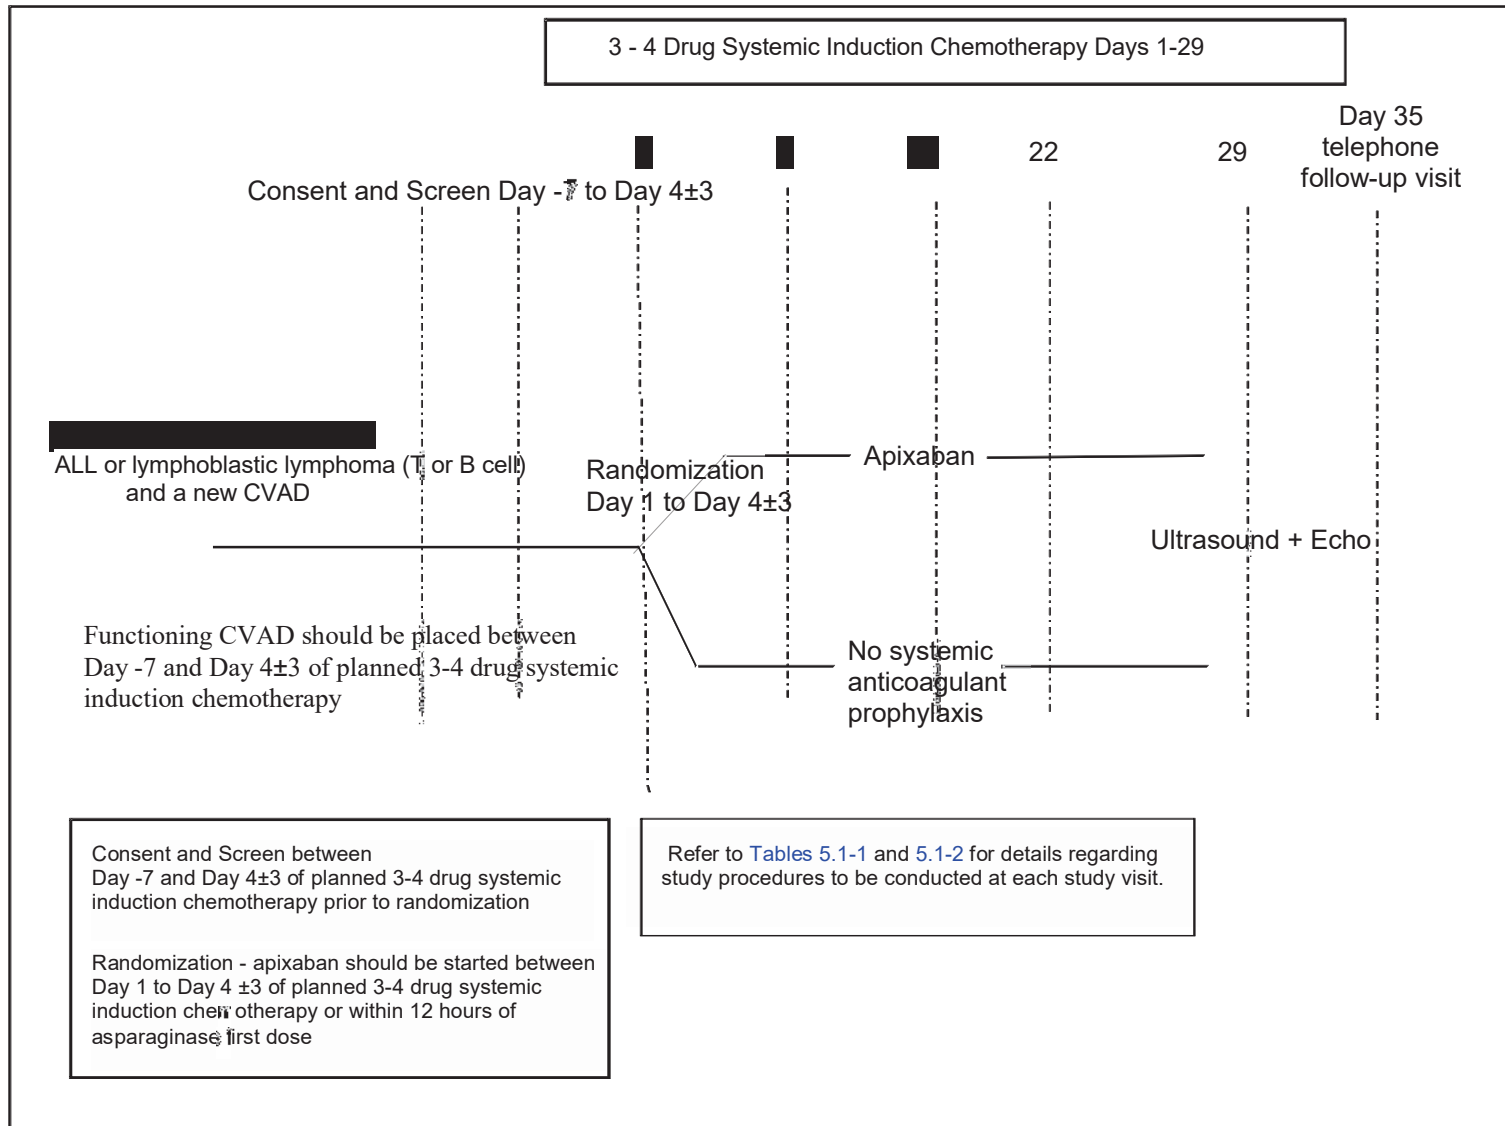 3 - 4 Drug Systemic Induction Chemotherapy Days 1-29
Day 35
telephone
follow-up visit
22
29
Consent and Screen Day - to Day 4±3
ALL or lymphoblastic lymphoma (T or B cell)
and a new CVAD
Randomization
Day 1 to Day 4±3
Apixaban
Ultrasound + Echo
Functioning CVAD should be placed between
Day -7 and Day 4±3 of planned 3-4 drug systemic
induction chemotherapy
No systemic
anticoagulant
prophylaxis
Consent and Screen between
Day -7 and Day 4±3 of planned 3-4 drug systemic
induction chemotherapy prior to randomization
Randomization - apixaban should be started between
Day 1 to Day 4 ±3 of planned 3-4 drug systemic
induction chemotherapy or within 12 hours of
asparaginase first dose
Refer to Tables 5.1-1 and 5.1-2 for details regarding
study procedures to be conducted at each study visit.